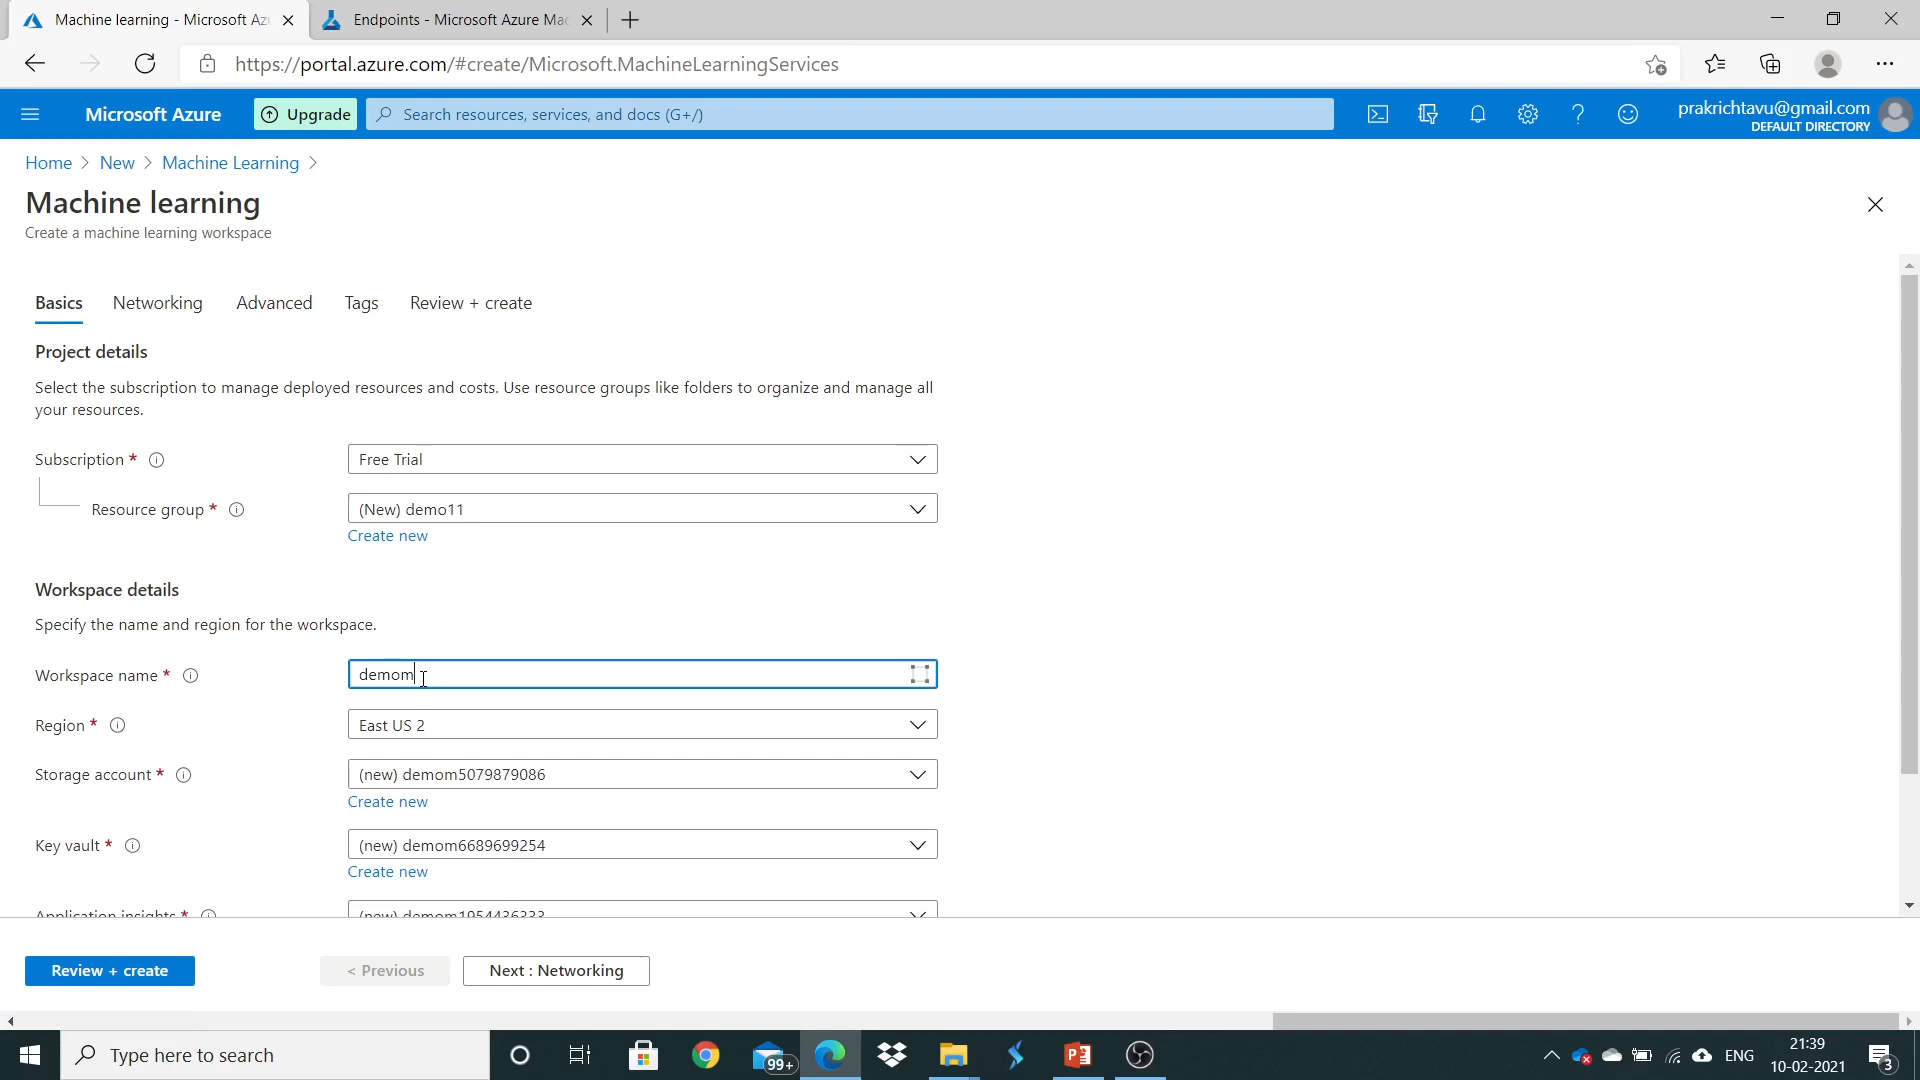 Machine learning - Microsoft Az
Endpoints - Microsoft Azure Mac
https://portal.azure.com/#create/Microsoft.MachineLearningServices
Microsoft Azure
Upgrade
Search resources, services, and docs (G+/)
prakrichtavu@gmail.com
DEFAULT DIRECTORY
Home > New > Machine Learning >
Machine learning
Create a machine learning workspace
Basics Networking Advanced Tags Review + create
Project details
Select the subscription to manage deployed resources and costs. Use resource groups like folders to organize and manage all
your resources.
Subscription * Free Trial
Resource group * (New) demo11
Create new
Workspace details
Specify the name and region for the workspace.
Workspace name * demom
Region * East US 2
Storage account * (new) demom5079879086
Create new
Key vault * (new) demom6689699254
Create new
Application insights * (new) demom1954436333
Review + create < Previous Next : Networking
Type here to search
99+
ENG
21:39
10-02-2021
3